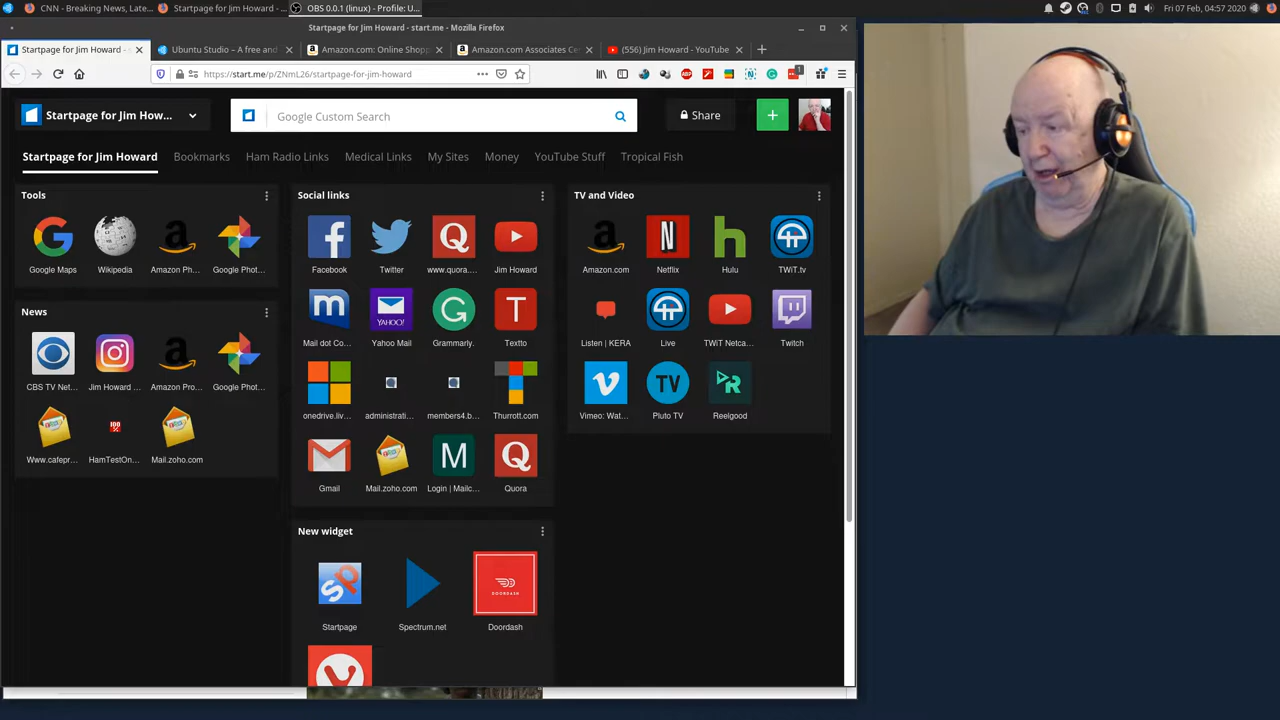 CNN - Breaking News, Late...
Startpage for Jim Howard - ...
OBS 0.0.1 (linux) - Profile: U...
Fri 07 Feb, 04:57 2020
Startpage for Jim Howard - start.me - Mozilla Firefox
Startpage for Jim Howard -
Ubuntu Studio – A free and
Amazon.com: Online Shopp
Amazon.com Associates Ce
(556) Jim Howard - YouTube
https://start.me/p/ZNmL26/startpage-for-jim-howard
ABP
1
Startpage for Jim How...
Google Custom Search
Share
Startpage for Jim Howard
Bookmarks
Ham Radio Links
Medical Links
My Sites
Money
YouTube Stuff
Tropical Fish
Tools
Google Maps
Wikipedia
Amazon Ph...
Google Phot...
News
CBS TV Net...
Jim Howard ...
Amazon Pro...
Google Phot...
Www.cafepr...
HamTestOn...
Mail.zoho.com
Social links
Facebook
Twitter
www.quora....
Jim Howard
Mail dot Co...
YAHOO!
Yahoo Mail
Grammarly.
T
Textto
onedrive.liv...
administrati...
members4.b...
Thurrott.com
Gmail
Mail.zoho.com
M
Login | Mailc...
Quora
New widget
Startpage
Spectrum.net
DOORDASH
Doordash
TV and Video
Amazon.com
Netflix
Hulu
TWiT.tv
Listen | KERA
Live
TWiT Netca...
Twitch
Vimeo: Wat...
TV
Pluto TV
Reelgood